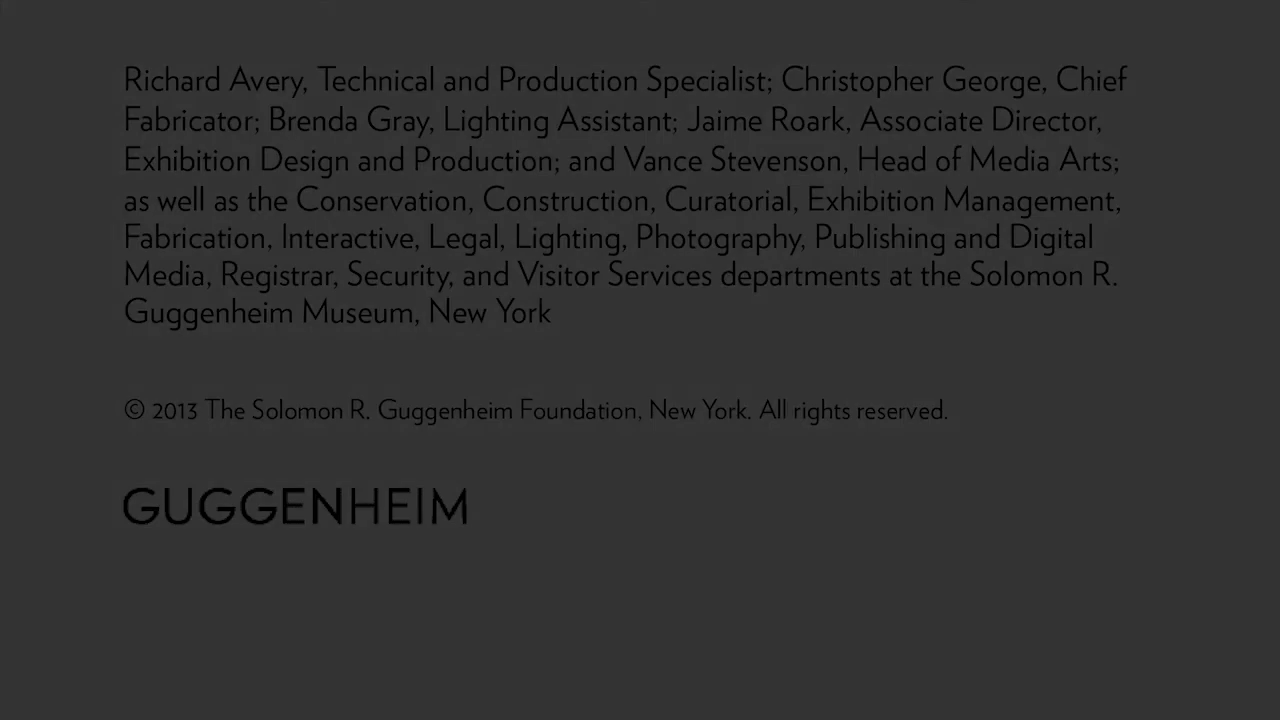 Richard Avery, Technical and Production Specialist; Christopher George, Chief
Fabricator; Brenda Gray, Lighting Assistant; Jaime Roark, Associate Director,
Exhibition Design and Production; and Vance Stevenson, Head of Media Arts;
as well as the Conservation, Construction, Curatorial, Exhibition Management,
Fabrication, Interactive, Legal, Lighting, Photography, Publishing and Digital
Media, Registrar, Security, and Visitor Services departments at the Solomon R.
Guggenheim Museum, New York
© 2013 The Solomon R. Guggenheim Foundation, New York. All rights reserved.
GUGGENHEIM